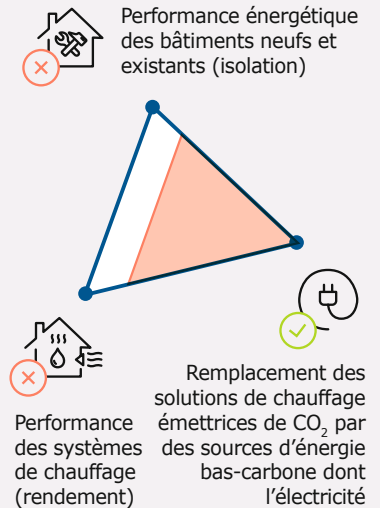 Performance énergétique
des bâtiments neufs et
existants (isolation)
Performance
des systèmes
de chauffage
(rendement)
Remplacement des
solutions de chauffage
émettrices de CO₂ par
des sources d'énergie
bas-carbone dont
l'électricité